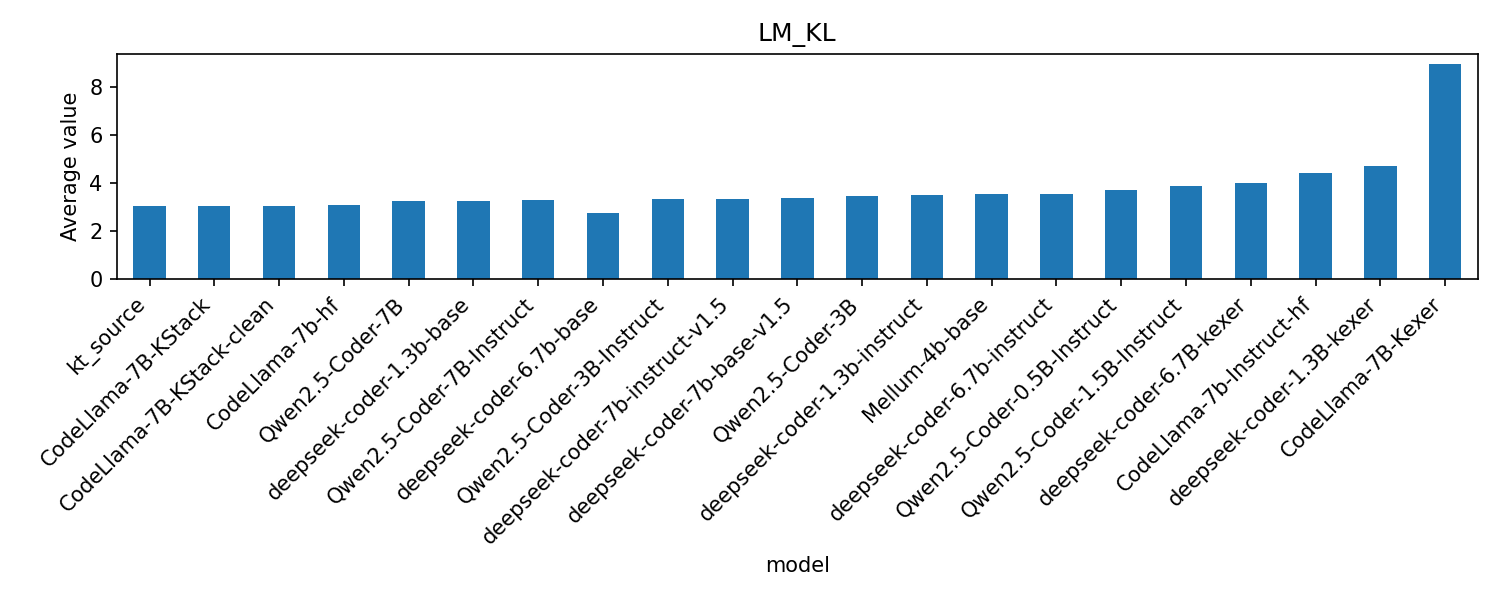 LM_KL
Average value
8
6
4
2
0
kt_source
CodeLlama-7B-KStack
CodeLlama-7B-KStack-clean
CodeLlama-7b-hf
Qwen2.5-Coder-7B
deepseek-coder-1.3b-base
Qwen2.5-Coder-7B-Instruct
deepseek-coder-6.7b-base
Qwen2.5-Coder-3B-Instruct
deepseek-coder-7b-instruct-v1.5
deepseek-coder-7b-base-v1.5
Qwen2.5-Coder-3B
deepseek-coder-1.3b-instruct
Mellum-4b-base
deepseek-coder-6.7b-instruct
Qwen2.5-Coder-0.5B-Instruct
Qwen2.5-Coder-1.5B-Instruct
deepseek-coder-6.7B-kexer
CodeLlama-7b-Instruct-hf
deepseek-coder-1.3B-kexer
CodeLlama-7B-Kexer
model